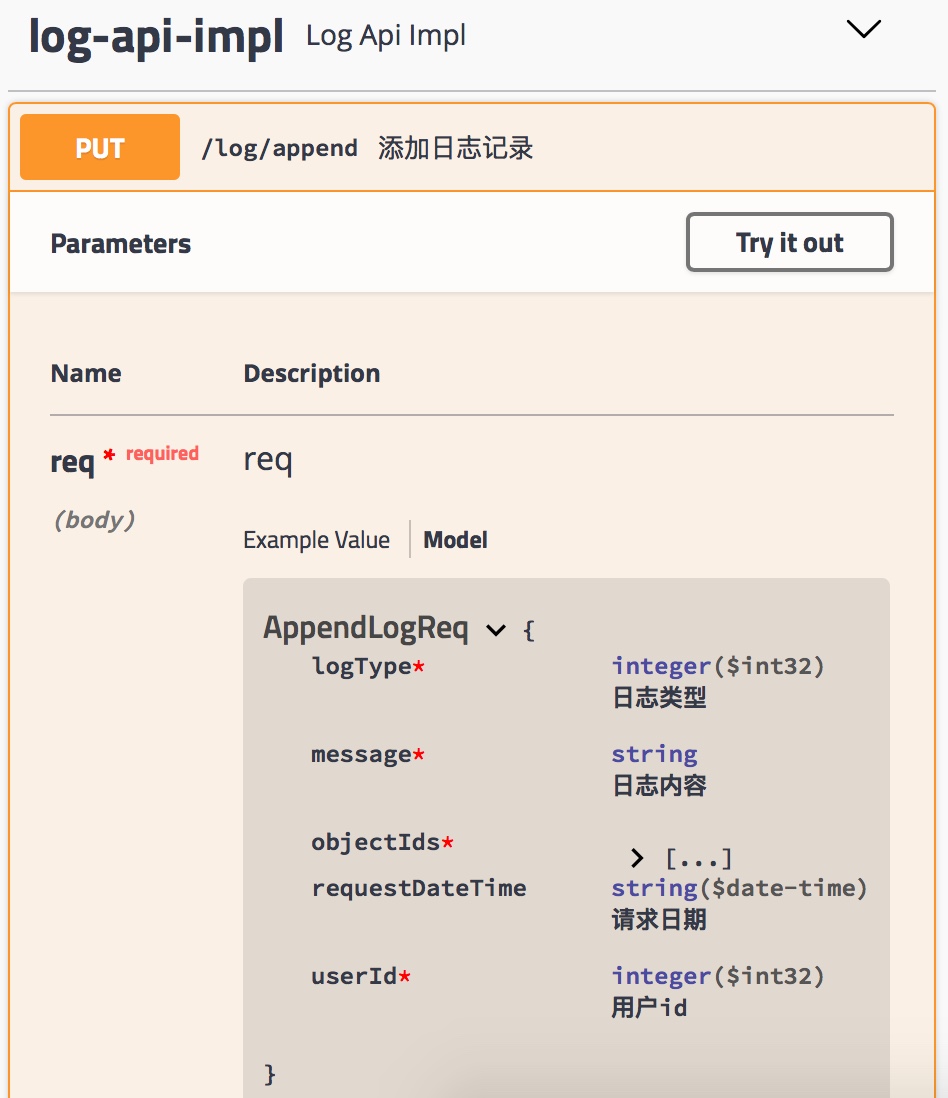 log-api-impl Log Api Impl
PUT /log/append 添加日志记录
Parameters Try it out
Name Description
req * required req
(body)
Example Value Model
AppendLogReq {
logType* integer($int32)
日志类型
message* string
日志内容
objectIds*
[...]
requestDateTime string($date-time)
请求日期
userId* integer($int32)
用户id
}